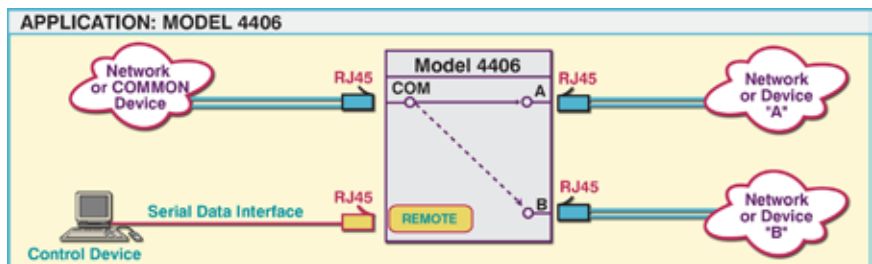 APPLICATION: MODEL 4406
Network
or COMMON
Device
RJ45
Model 4406
COM
A
RJ45
Network
or Device
"A"
Control Device
Serial Data Interface
RJ45
REMOTE
B
RJ45
Network
or Device
"B"